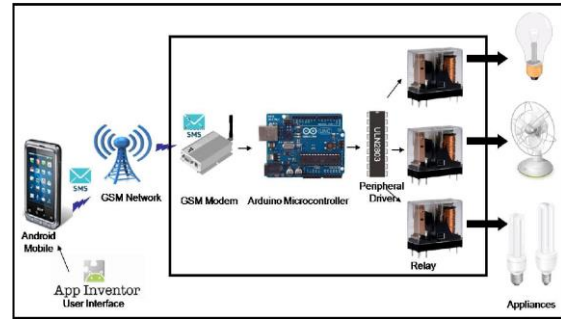 SMS
SMS
GSM Network
GSM Modem
Arduino Microcontroller
ULN2803
Peripheral
Driver
Android
Mobile
App Inventor
User Interface
Relay
Appliances